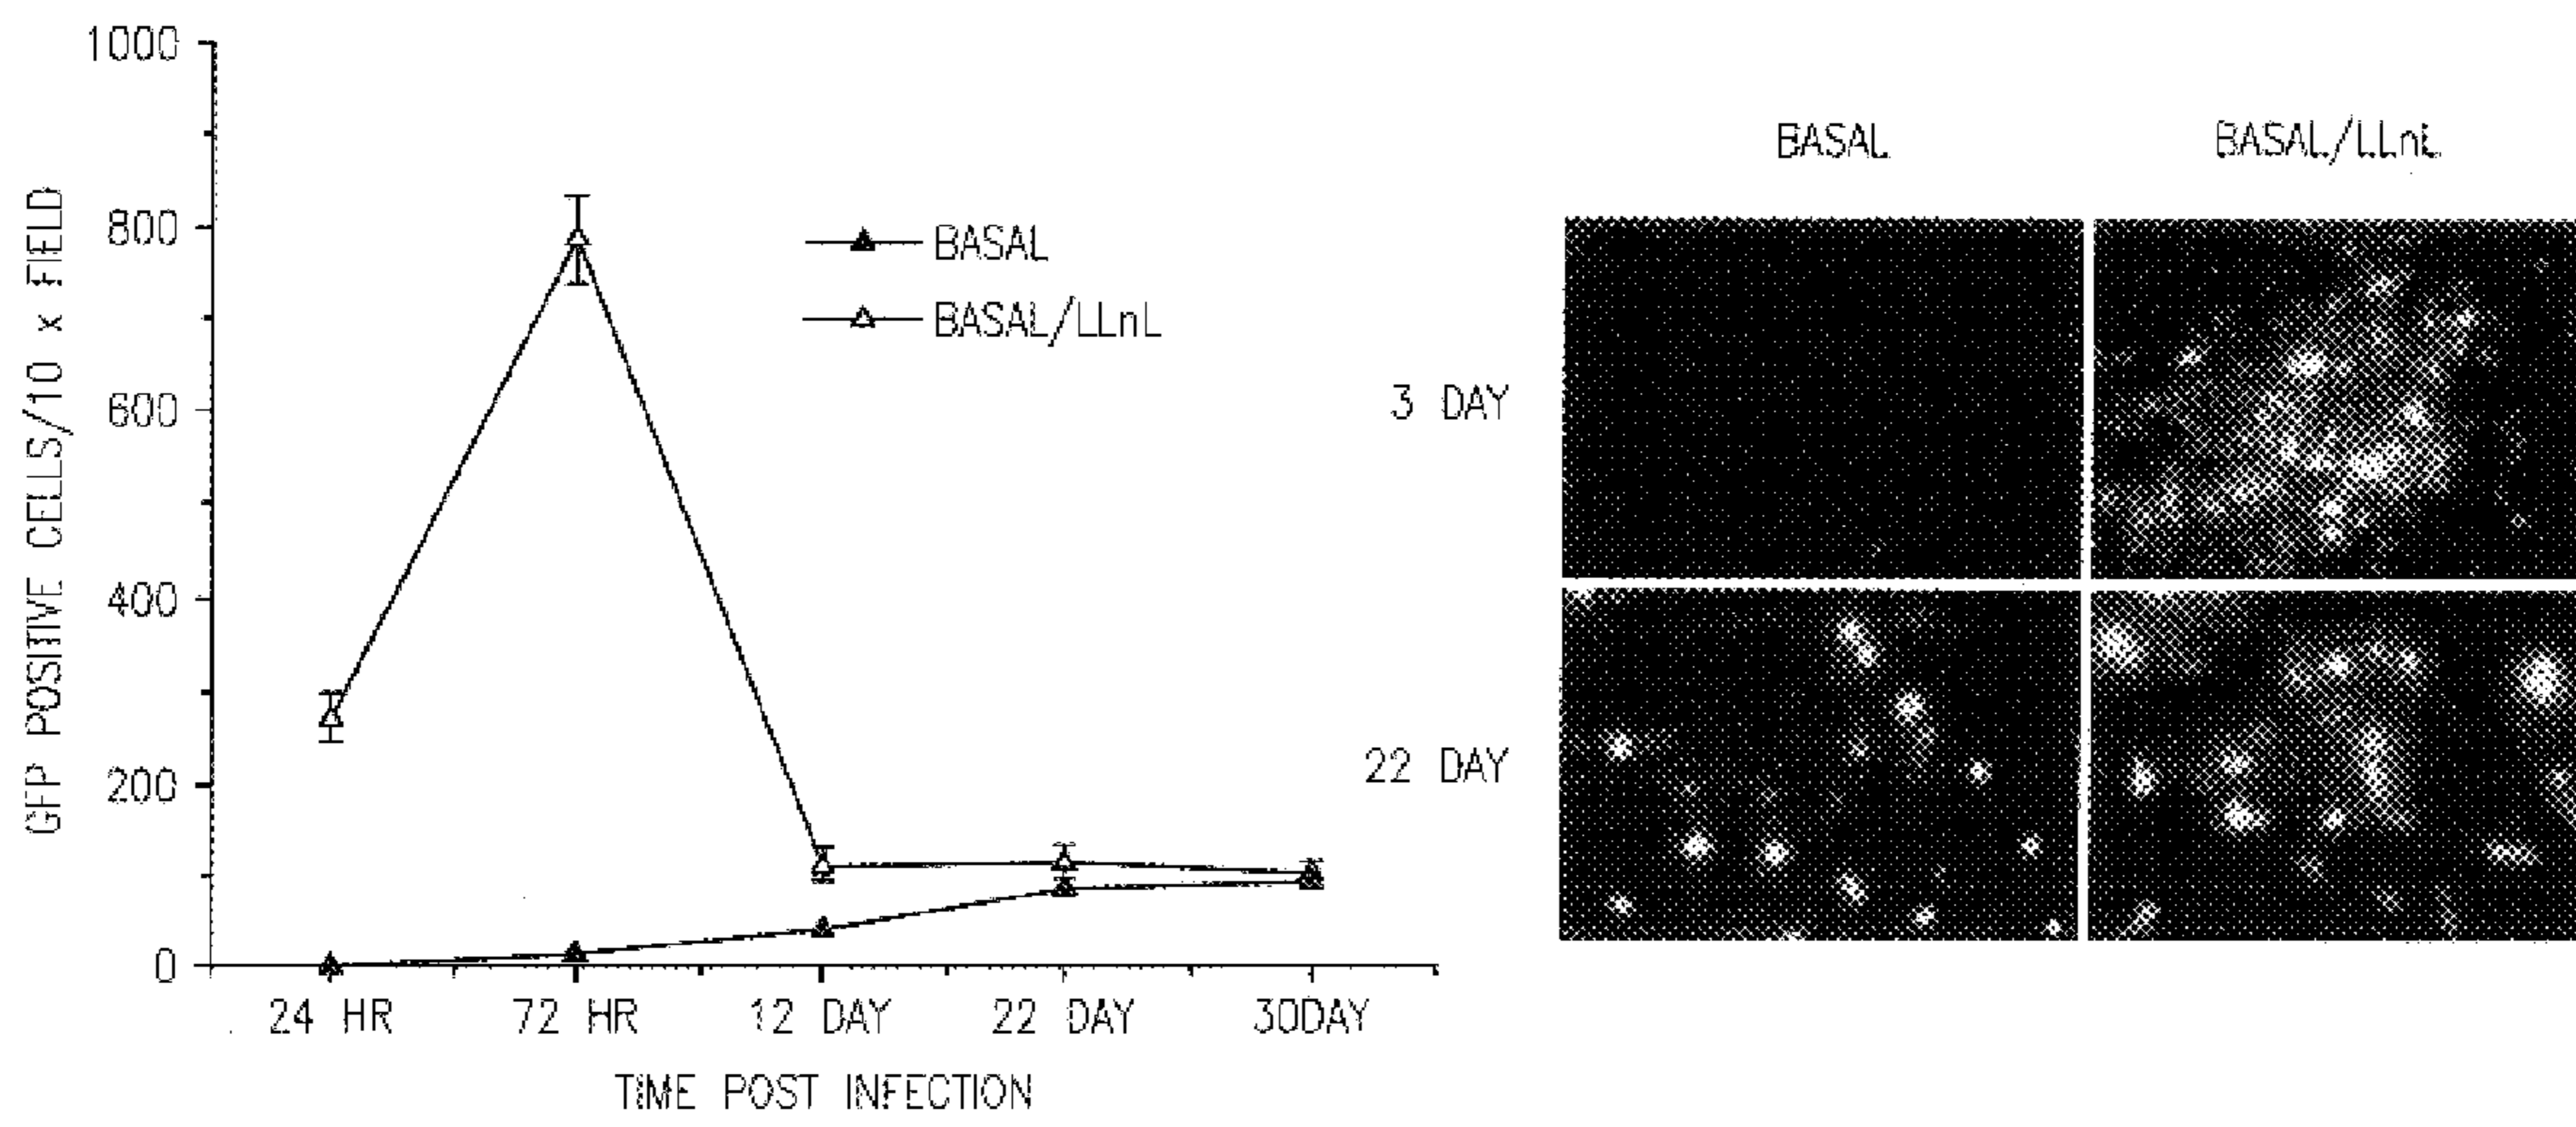 1000
800
600
400
200
0
GFP POSITIVE CELLS/10 x FIELD
BASAL
BASAL/LLnL
24 HR
72 HR
12 DAY
22 DAY
30DAY
TIME POST INFECTION
BASAL
BASAL/LLnL
3 DAY
22 DAY